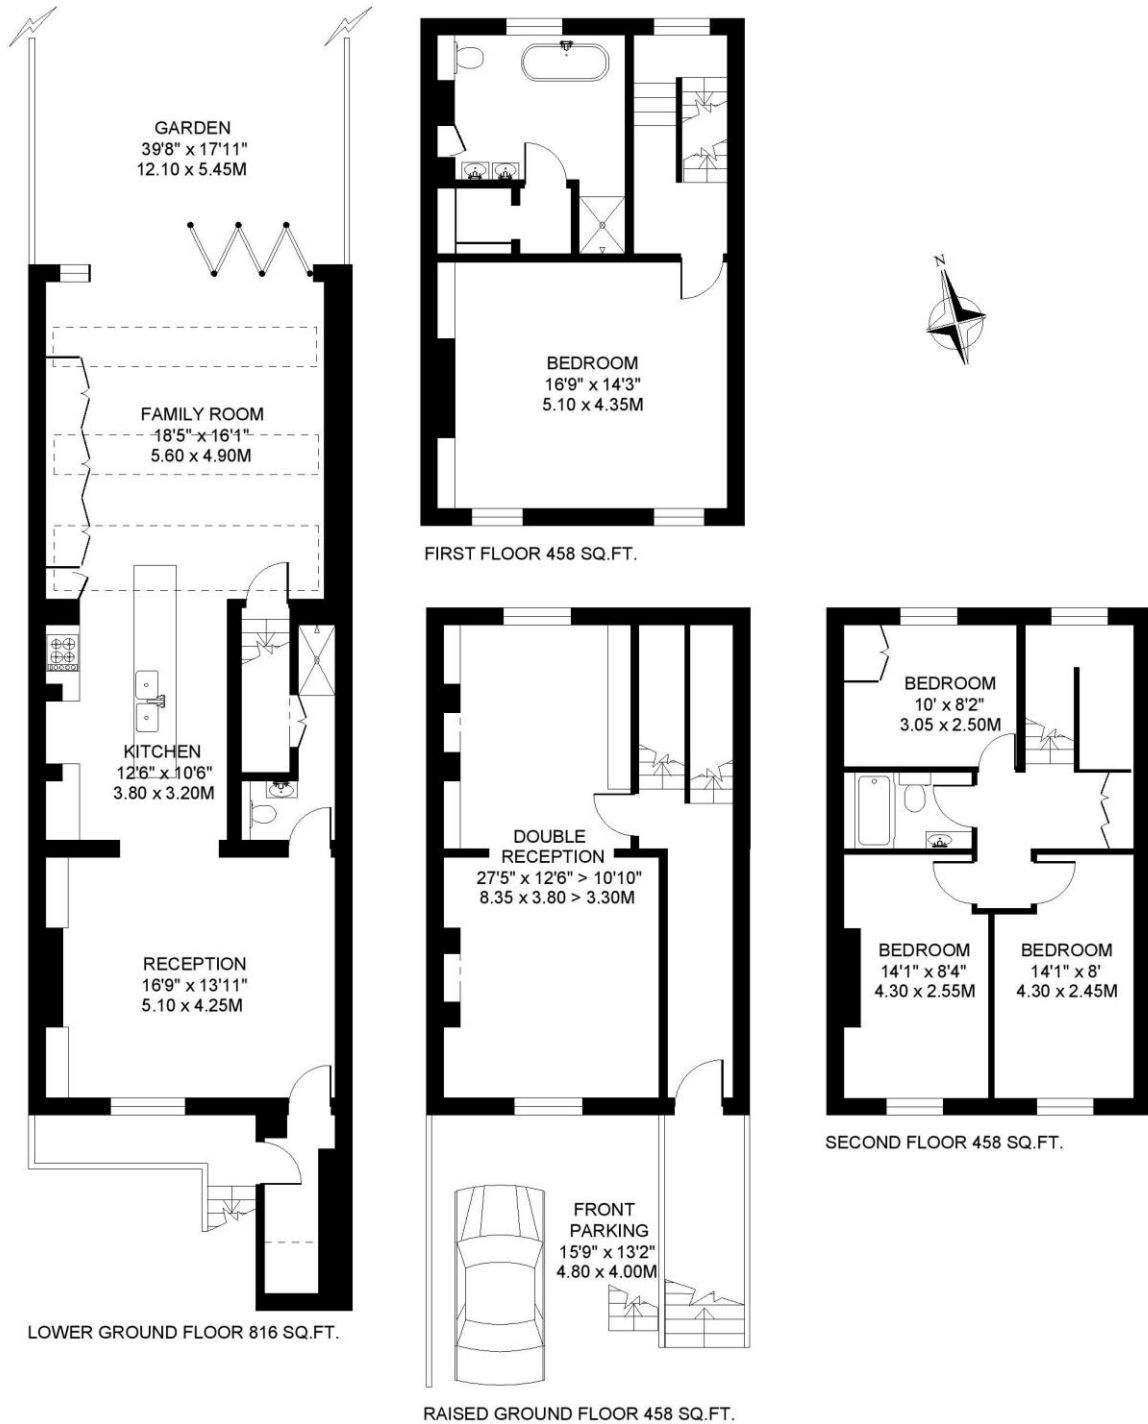 GARDEN
39'8" x 17'11"
12.10 x 5.45M
FAMILY ROOM
18'5" x 16'1"
5.60 x 4.90M
KITCHEN
12'6" x 10'6"
3.80 x 3.20M
RECEPTION
16'9" x 13'11"
5.10 x 4.25M
LOWER GROUND FLOOR 816 SQ.FT.
BEDROOM
16'9" x 14'3"
5.10 x 4.35M
FIRST FLOOR 458 SQ.FT.
N
DOUBLE
RECEPTION
27'5" x 12'6" > 10'10"
8.35 x 3.80 > 3.30M
FRONT
PARKING
15'9" x 13'2"
4.80 x 4.00M
RAISED GROUND FLOOR 458 SQ.FT.
BEDROOM
10' x 8'2"
3.05 x 2.50M
BEDROOM
14'1" x 8'4"
4.30 x 2.55M
BEDROOM
14'1" x 8'
4.30 x 2.45M
SECOND FLOOR 458 SQ.FT.